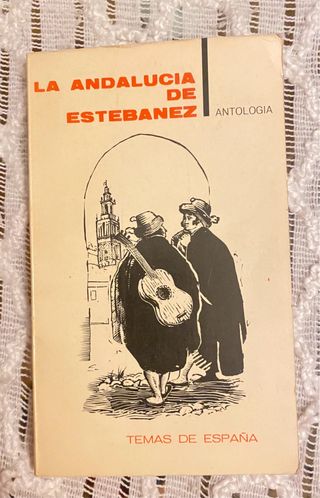 LA ANDALUCIA
DE
ESTEBANEZ
ANTOLOGIA
TEMAS DE ESPAÑA